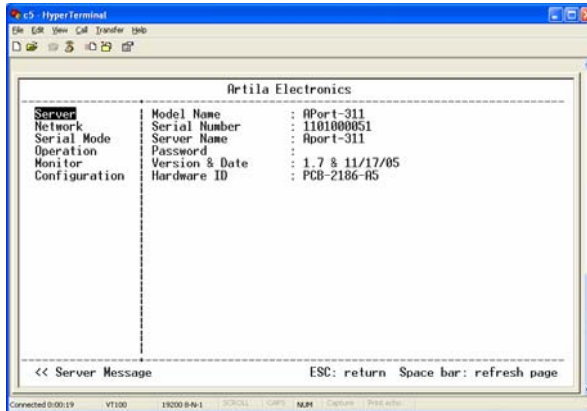 c5 - HyperTerminal
File Edit View Call Transfer Help
Artila Electronics
Server
Network
Serial Mode
Operation
Monitor
Configuration
Model Name : APort-311
Serial Number : 1101000051
Server Name : Aport-311
Password :
Version & Date : 1.7 & 11/17/05
Hardware ID : PCB-2186-A5
<< Server Message ESC: return Space bar: refresh page
Connected 0:00:19 VT100 19200 8-N-1 SCROLL CAPS NUM Capture Print echo